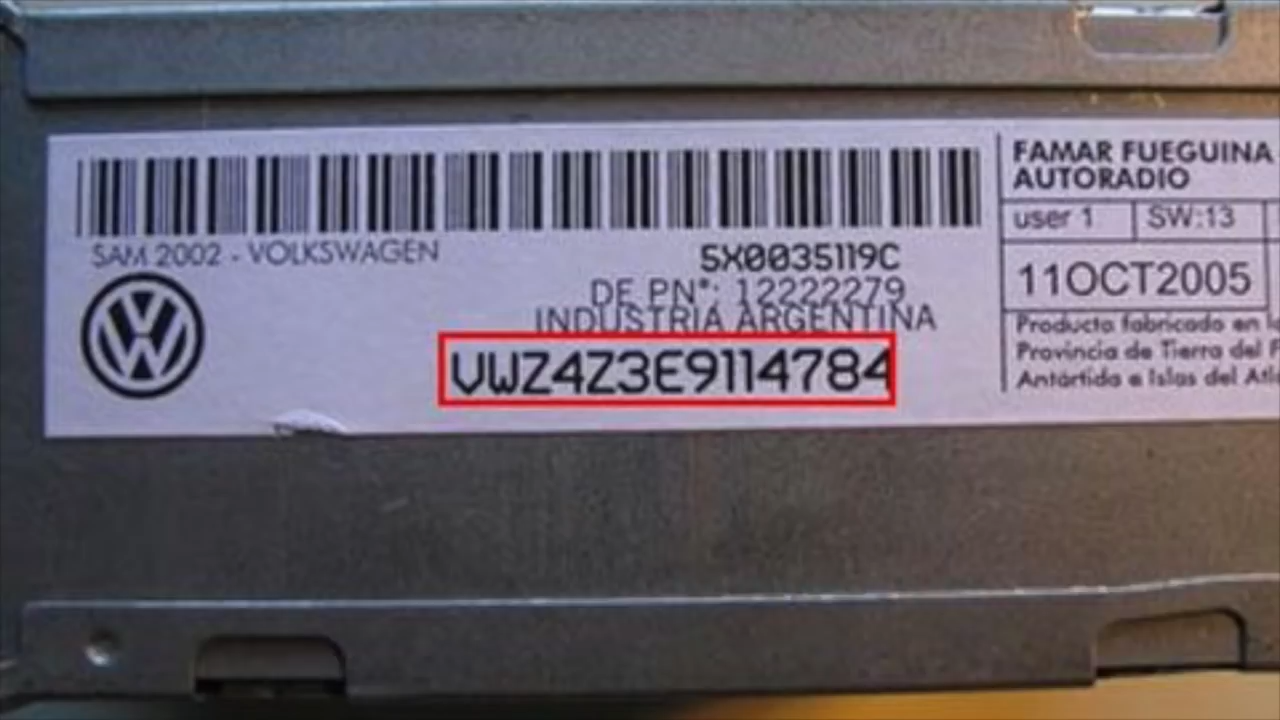 SAM 2002 - VOLKSWAGEN
5X0035119C
DE PN°: 12222279
INDUSTRIA ARGENTINA
VWZ4Z3E9114784
FAMAR FUEGUINA
AUTORADIO
user 1
SW:13
11OCT2005
Producto fabricado en
Provincia de Tierra del
Antártida e Islas del